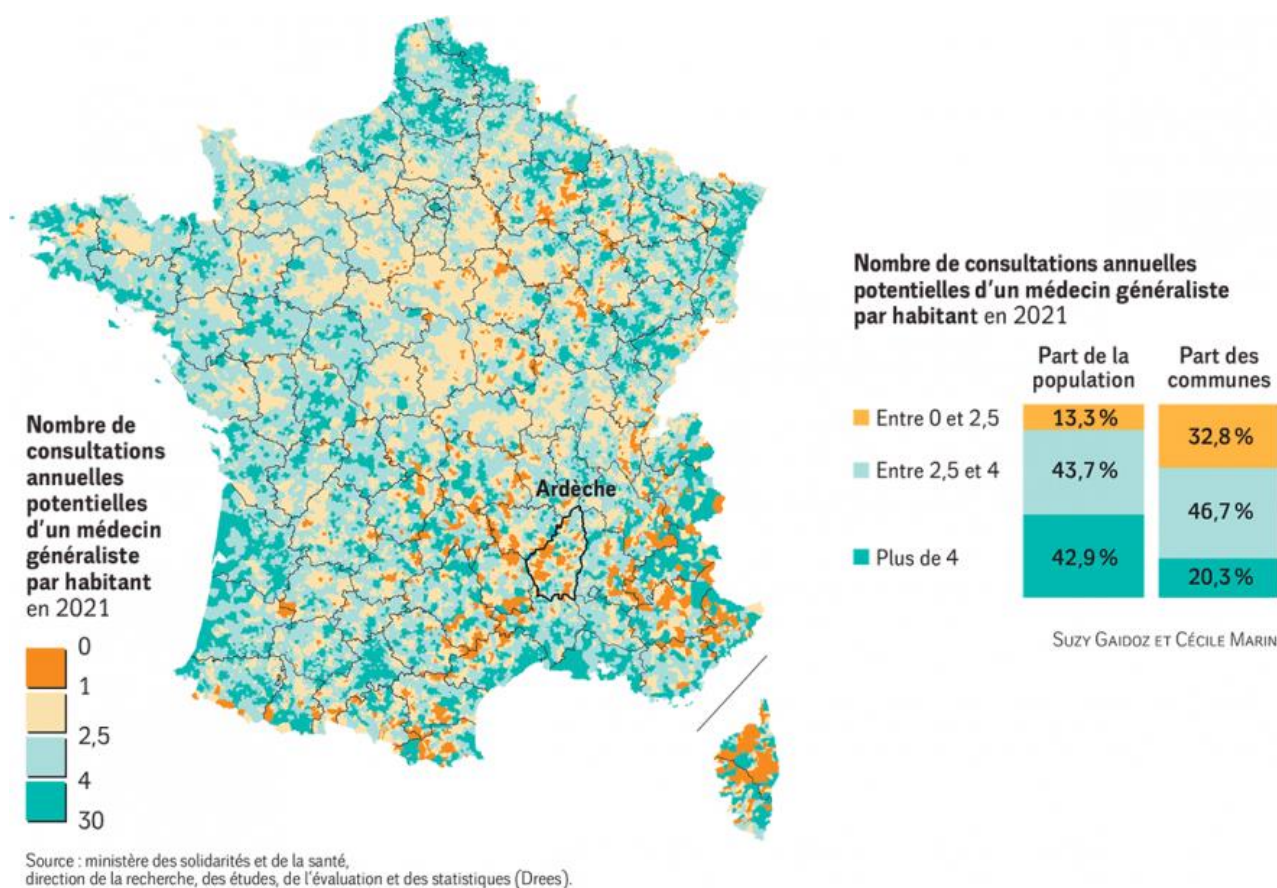 Ardèche
Nombre de
consultations
annuelles
potentielles
d'un médecin
généraliste
par habitant
en 2021
0
1
2,5
4
30
Source : ministère des solidarités et de la santé,
direction de la recherche, des études, de l'évaluation et des statistiques (Drees).
Nombre de consultations annuelles
potentielles d'un médecin généraliste
par habitant en 2021
Part de la
population
Part des
communes
Entre 0 et 2,5
13,3 %
32,8 %
Entre 2,5 et 4
43,7 %
46,7 %
Plus de 4
42,9 %
20,3 %
SUZY GAIDOZ ET CÉCILE MARIN